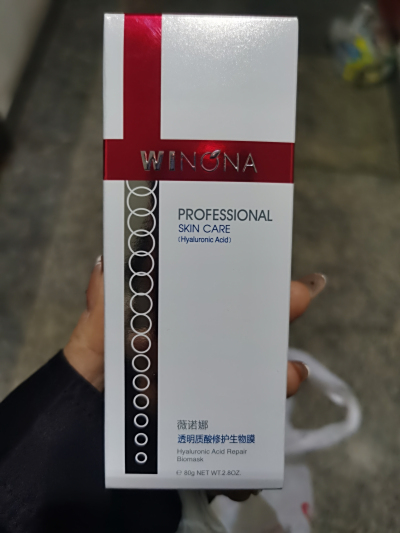 WINONA
PROFESSIONAL
SKIN CARE
(Hyaluronic Acid)
薇诺娜
透明质酸修护生物膜
Hyaluronic Acid Repair
Biomask
℮ 80g NET WT.2.8OZ.